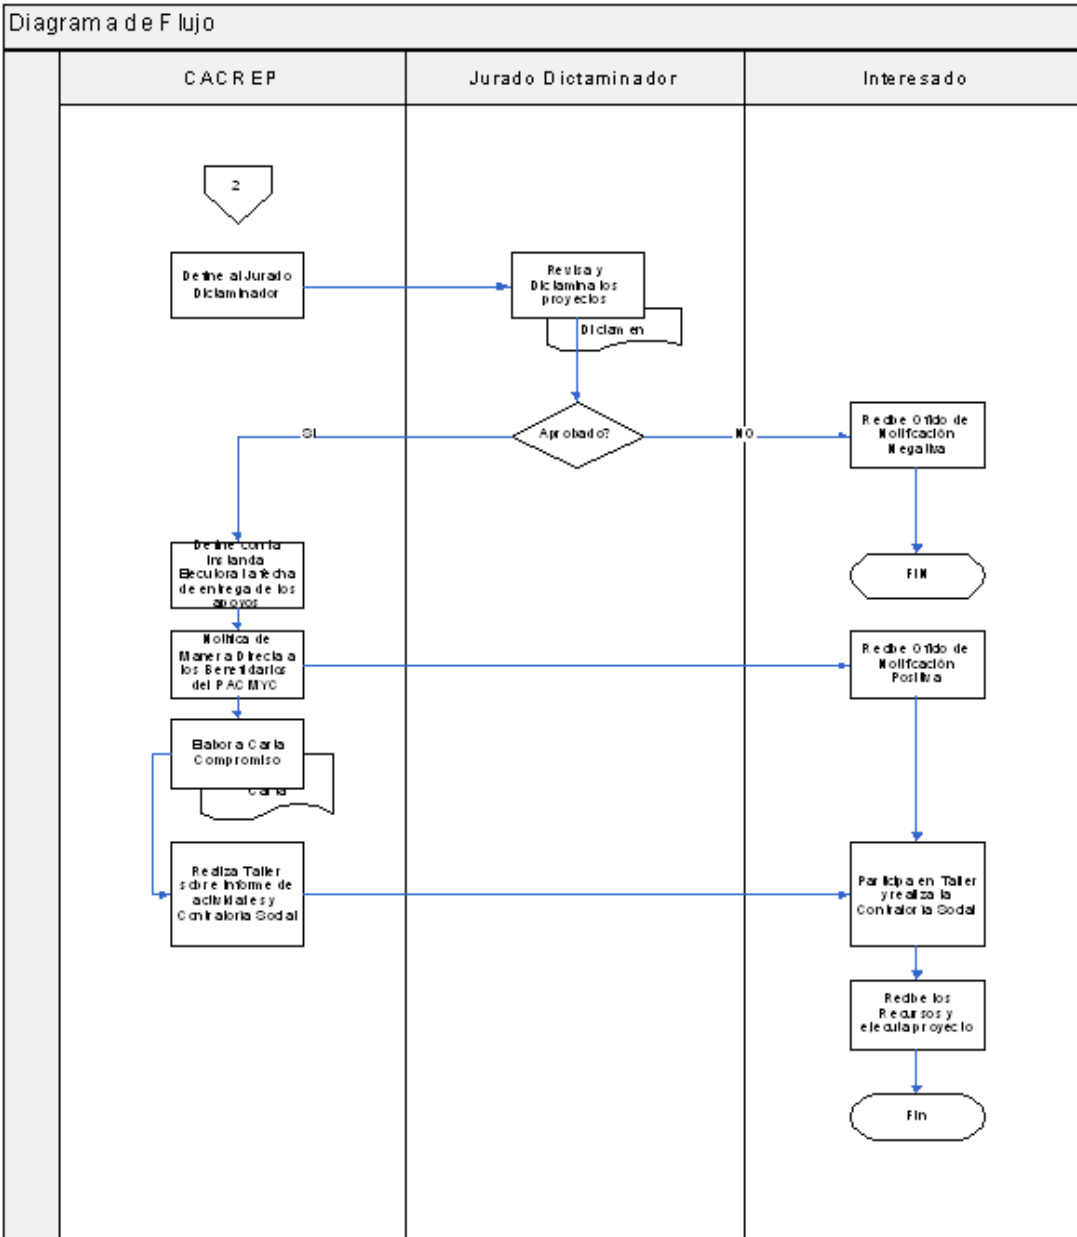 Diagrama de Flujo
CACREP
Jurado Dictaminador
Interesado
2
Define al Jurado
Dictaminador
Revisa y
Dictamina los
proyectos
Dictamen
Aprobado?
SI
NO
Recibe Oficio de
Notificación
Negativa
FIN
Define con la
Instancia
Ejecutora la fecha
de entrega de los
apoyos
Notifica de
Manera Directa a
los Beneficiarios
del PACMYC
Recibe Oficio de
Notificación
Positiva
Elabora Carta
Compromiso
Carta
Realiza Taller
sobre Informe de
actividades y
Contraloría Social
Participa en Taller
y realiza la
Contraloría Social
Recibe los
Recursos y
ejecuta proyecto
Fin